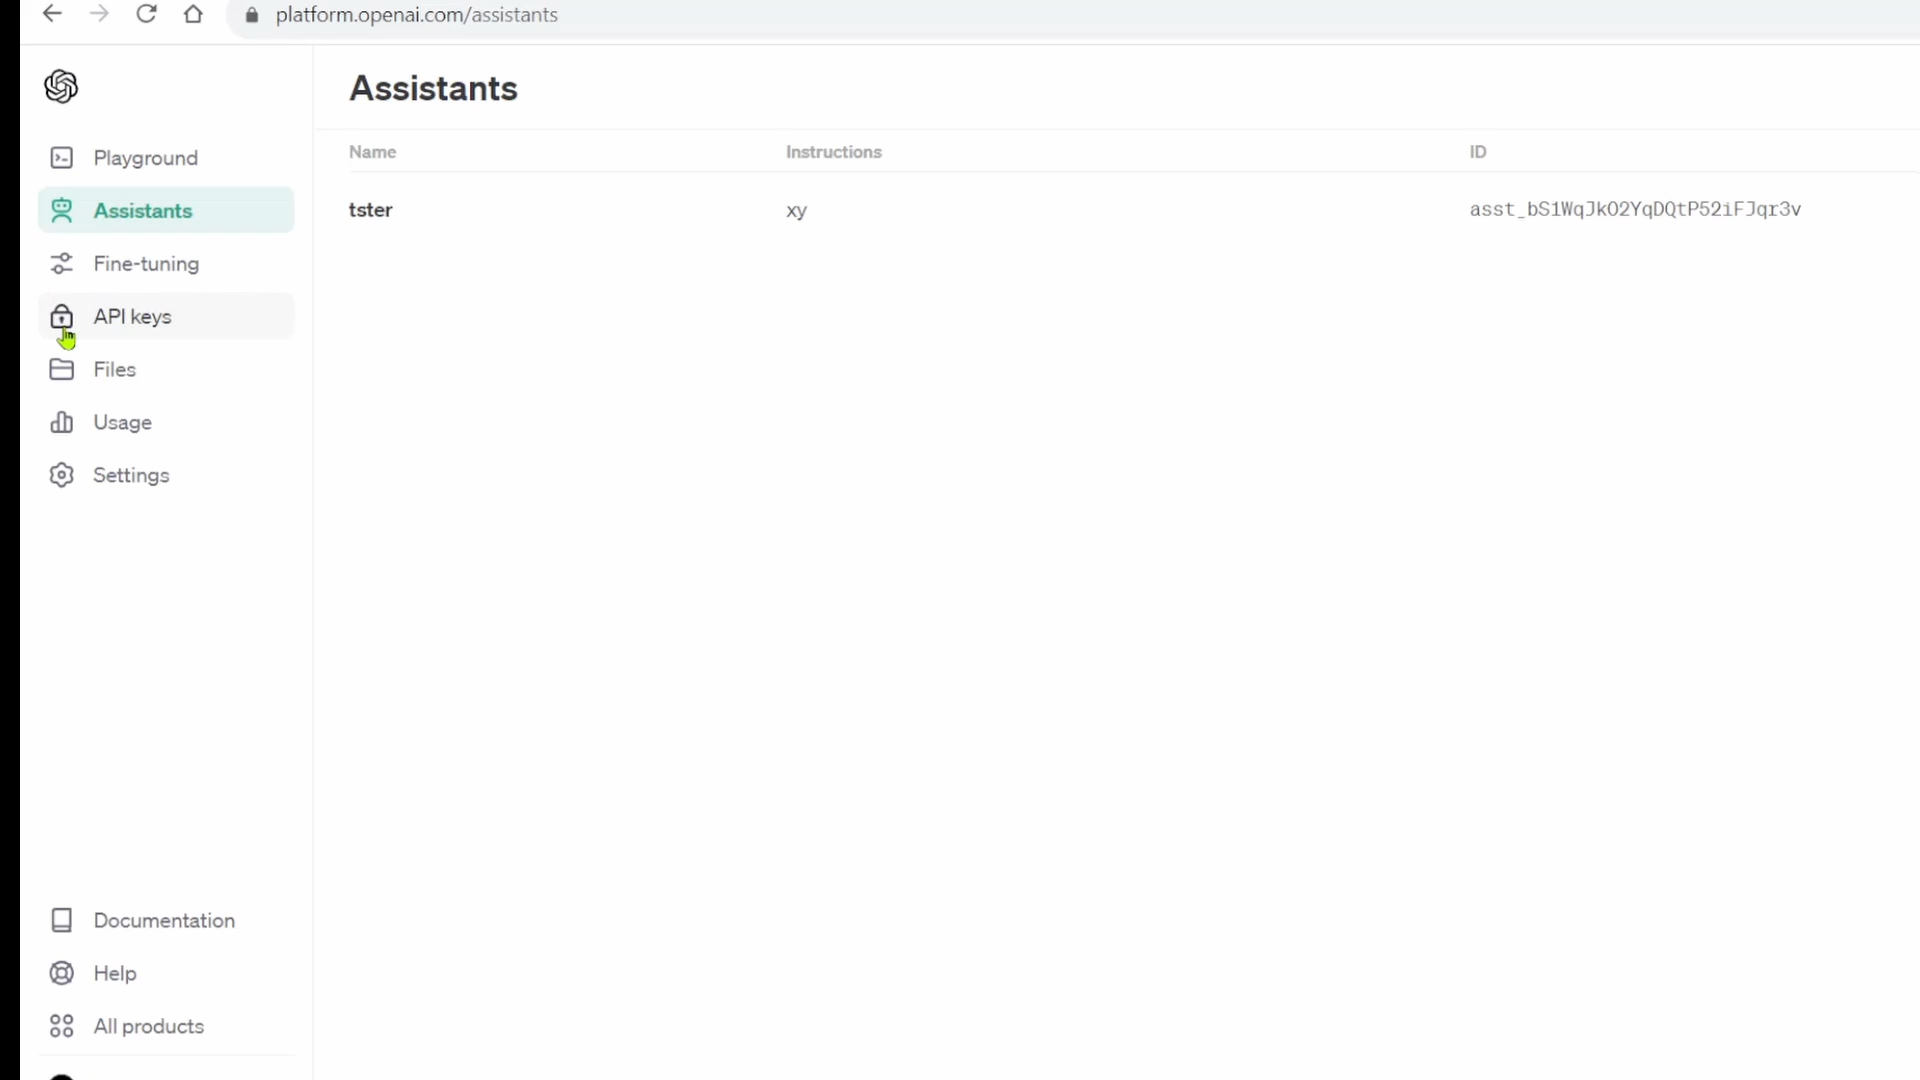 platform.openai.com/assistants
Assistants
Playground
Assistants
Fine-tuning
API keys
Files
Usage
Settings
Documentation
Help
All products
Name Instructions ID
tster xy asst_bS1WqJkO2YqDQtP52iFJqr3v